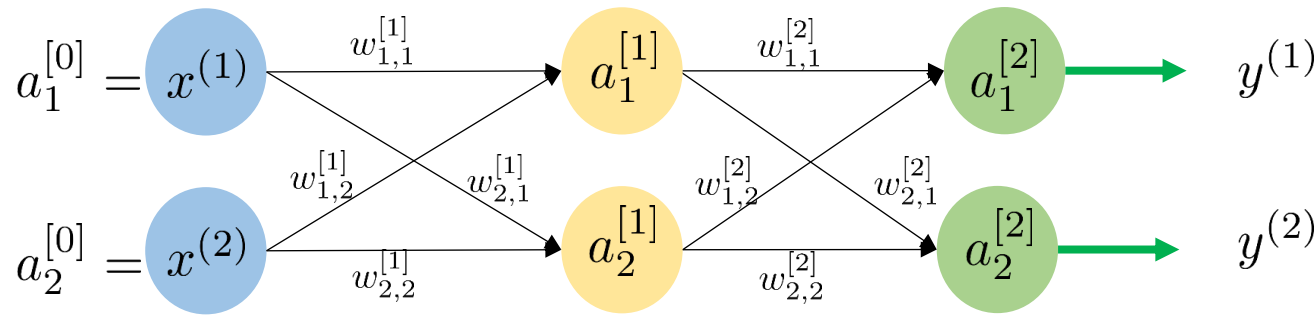 w_{1,1}^{[1]} w_{1,1}^{[2]}
a_1^{[0]} = x^{(1)} a_1^{[1]} a_1^{[2]} y^{(1)}
w_{1,2}^{[1]} w_{2,1}^{[1]} w_{1,2}^{[2]} w_{2,1}^{[2]}
a_2^{[0]} = x^{(2)} a_2^{[1]} a_2^{[2]} y^{(2)}
w_{2,2}^{[1]} w_{2,2}^{[2]}